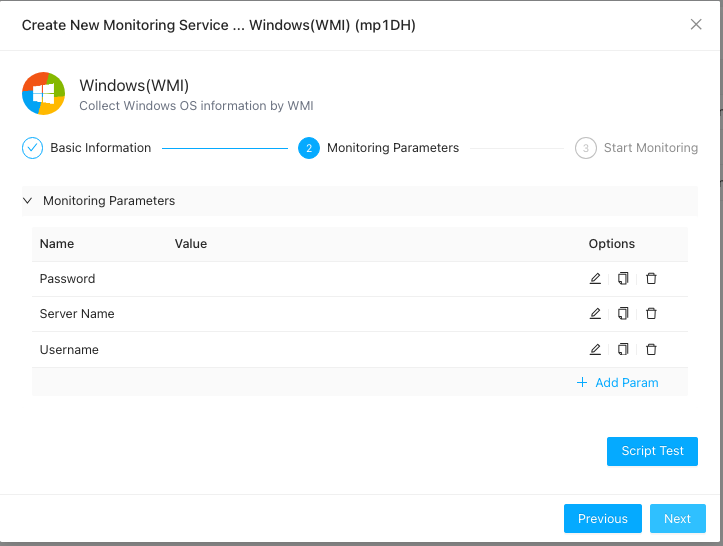 Create New Monitoring Service ... Windows(WMI) (mp1DH)
Windows(WMI)
Collect Windows OS information by WMI
Basic Information 2 Monitoring Parameters 3 Start Monitoring
Monitoring Parameters
Name Value Options
Password
Server Name
Username
+ Add Param
Script Test
Previous Next